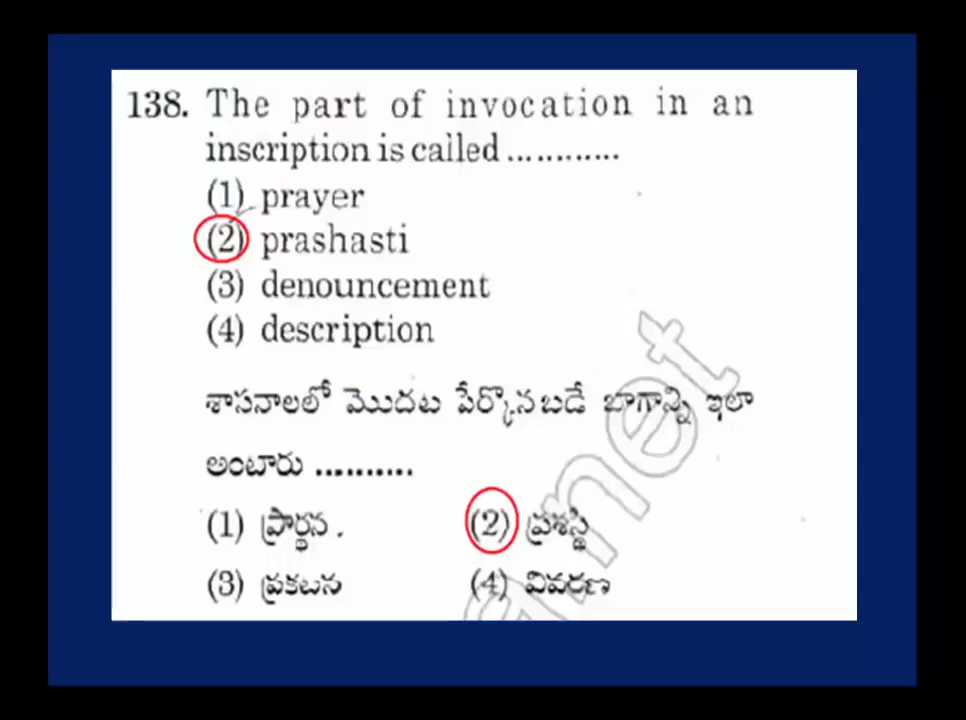 138. The part of invocation in an
inscription is called ............
(1) prayer
(2) prashasti
(3) denouncement
(4) description
శాసనాలలో మొదట పేర్కొనబడే బాగాన్ని ఇలా
అంటారు ..........
(1) ప్రార్థన . (2) ప్రశస్థి
(3) ప్రకటన (4) వివరణ
net